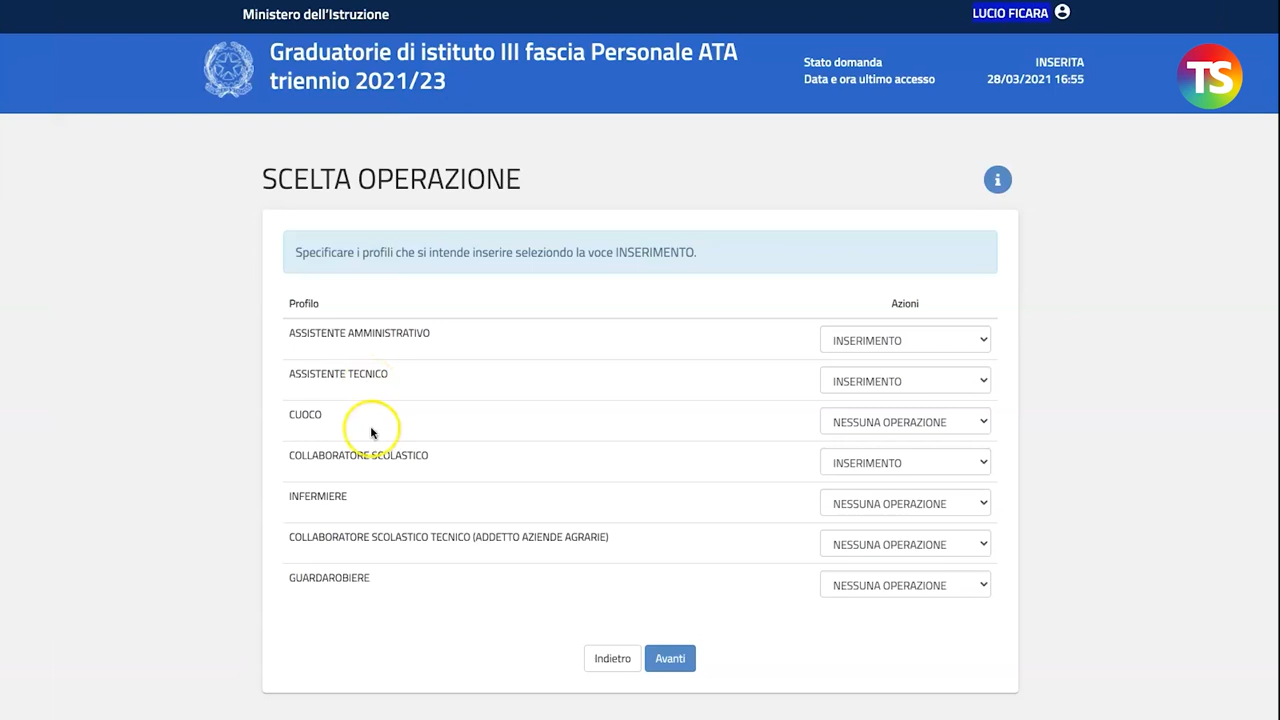 Ministero dell'Istruzione
LUCIO FICARA
Graduatorie di istituto III fascia Personale ATA
triennio 2021/23
Stato domanda INSERITA
Data e ora ultimo accesso 28/03/2021 16:55
TS
SCELTA OPERAZIONE
i
Specificare i profili che si intende inserire seleziondo la voce INSERIMENTO.
Profilo Azioni
ASSISTENTE AMMINISTRATIVO INSERIMENTO
ASSISTENTE TECNICO INSERIMENTO
CUOCO NESSUNA OPERAZIONE
COLLABORATORE SCOLASTICO INSERIMENTO
INFERMIERE NESSUNA OPERAZIONE
COLLABORATORE SCOLASTICO TECNICO (ADDETTO AZIENDE AGRARIE) NESSUNA OPERAZIONE
GUARDAROBIERE NESSUNA OPERAZIONE
Indietro Avanti